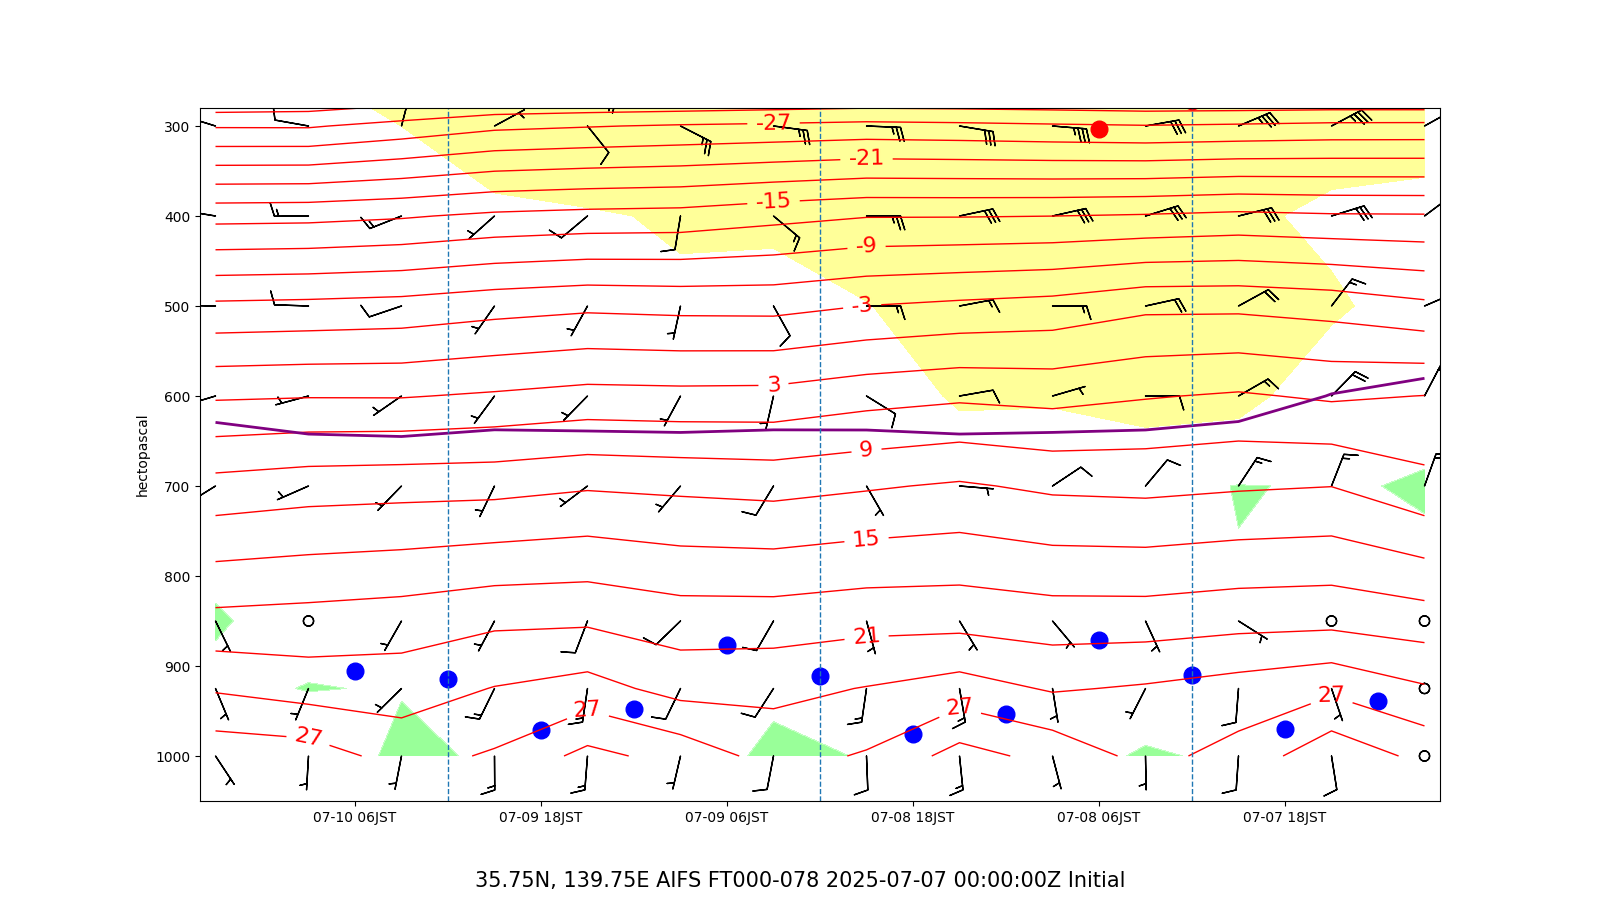 300
400
500
600
700
800
900
1000
hectopascal
-27
-21
-15
-9
-3
3
9
15
21
27
27
27
27
07-10 06JST
07-09 18JST
07-09 06JST
07-08 18JST
07-08 06JST
07-07 18JST
35.75N, 139.75E AIFS FT000-078 2025-07-07 00:00:00Z Initial